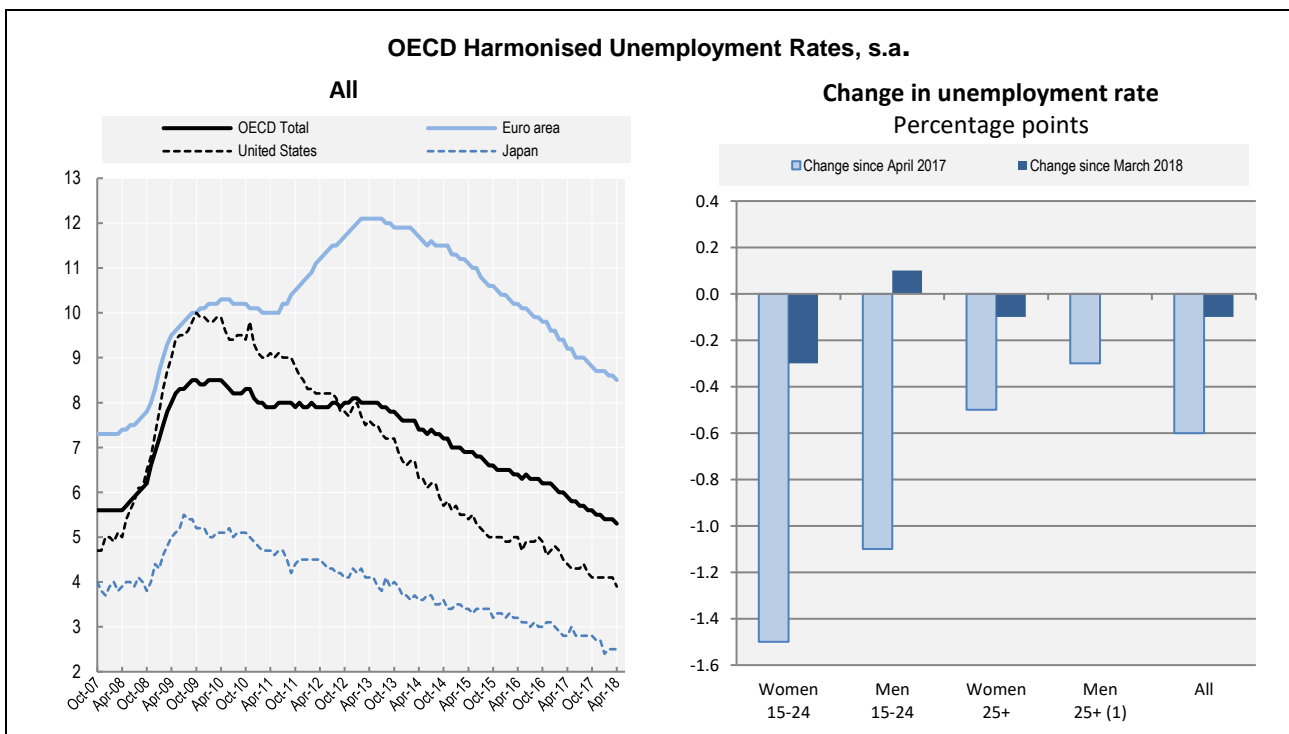 OECD Harmonised Unemployment Rates, s.a.
All
OECD Total
Euro area
United States
Japan
13
12
11
10
9
8
7
6
5
4
3
2
Oct-07
Apr-08
Oct-08
Apr-09
Oct-09
Apr-10
Oct-10
Apr-11
Oct-11
Apr-12
Oct-12
Apr-13
Oct-13
Apr-14
Oct-14
Apr-15
Oct-15
Apr-16
Oct-16
Apr-17
Oct-17
Apr-18
Change in unemployment rate
Percentage points
Change since April 2017
Change since March 2018
0.4
0.2
0.0
-0.2
-0.4
-0.6
-0.8
-1.0
-1.2
-1.4
-1.6
Women
15-24
Men
15-24
Women
25+
Men
25+ (1)
All